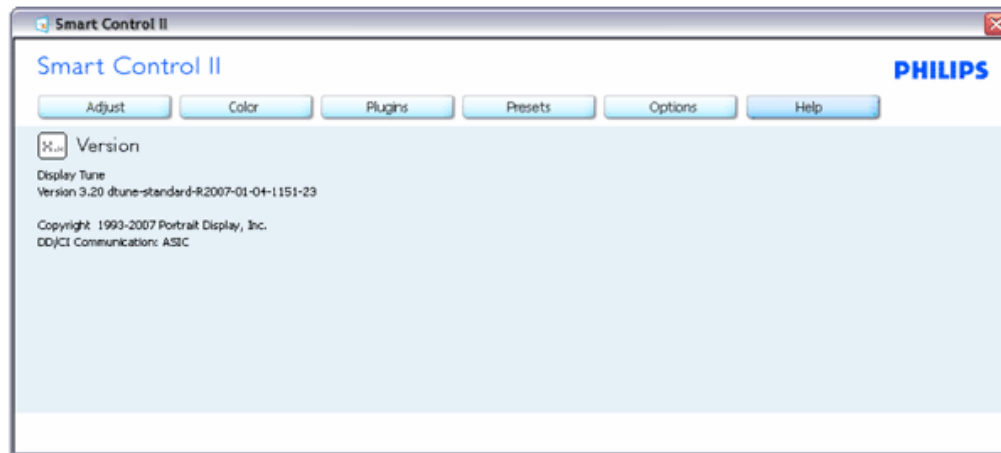 Smart Control II
Smart Control II
PHILIPS
Adjust Color Plugins Presets Options Help
Version
Display Tune
Version 3.20 dtune-standard-R2007-01-04-1151-23
Copyright 1993-2007 Portrait Display, Inc.
DD/CI Communication: ASIC